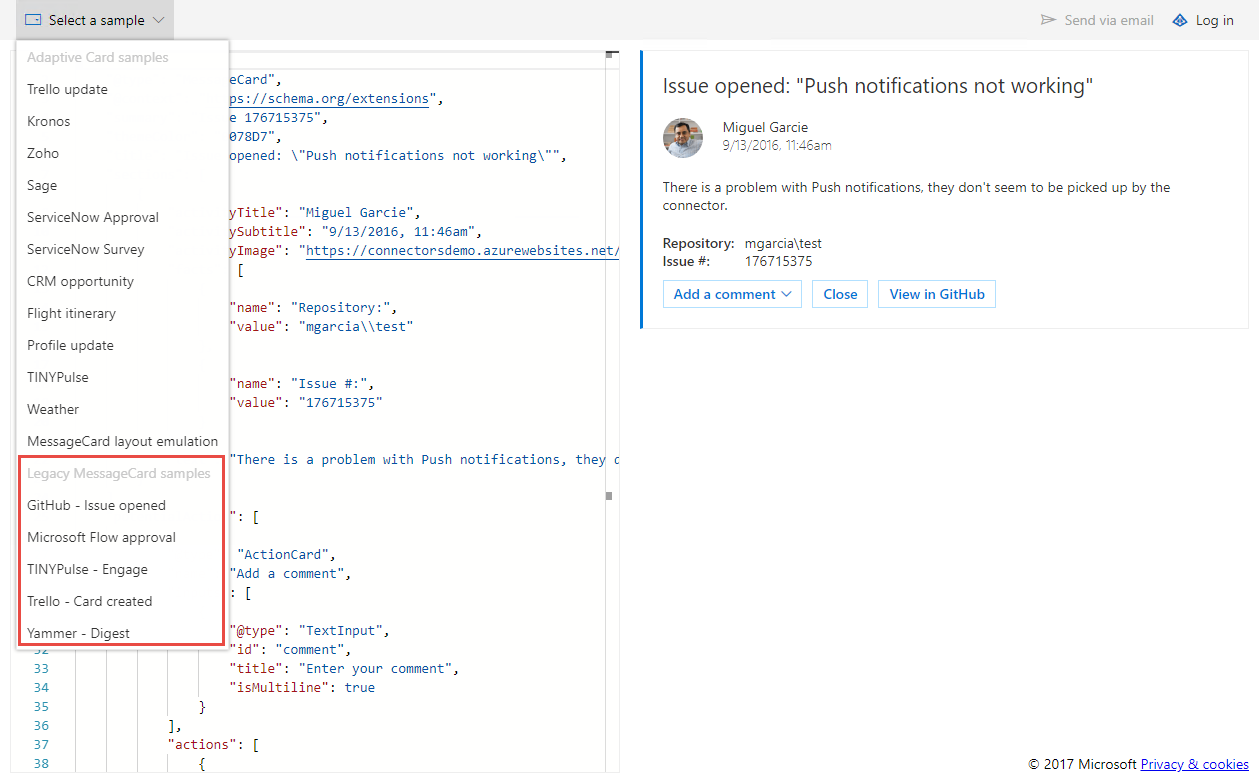 Select a sample
Send via email
Log in
Adaptive Card samples
Trello update
Kronos
Zoho
Sage
ServiceNow Approval
ServiceNow Survey
CRM opportunity
Flight itinerary
Profile update
TINYPulse
Weather
MessageCard layout emulation
Legacy MessageCard samples
GitHub - Issue opened
Microsoft Flow approval
TINYPulse - Engage
Trello - Card created
Yammer - Digest
eCard",
ps://schema.org/extensions",
e 176715375",
078D7",
opened: \"Push notifications not working\"",
yTitle": "Miguel Garcie",
ySubtitle": "9/13/2016, 11:46am",
yImage": "https://connectorsdemo.azurewebsites.net/
[
"name": "Repository:",
"value": "mgarcia\\test"
"name": "Issue #:",
"value": "176715375"
"There is a problem with Push notifications, they d
": [
"ActionCard",
"Add a comment",
: [
"@type": "TextInput",
32 "id": "comment",
33 "title": "Enter your comment",
34 "isMultiline": true
35 }
36 ],
37 "actions": [
38 {
Issue opened: "Push notifications not working"
Miguel Garcie
9/13/2016, 11:46am
There is a problem with Push notifications, they don't seem to be picked up by the
connector.
Repository: mgarcia\test
Issue #: 176715375
Add a comment
Close
View in GitHub
© 2017 Microsoft Privacy & cookies